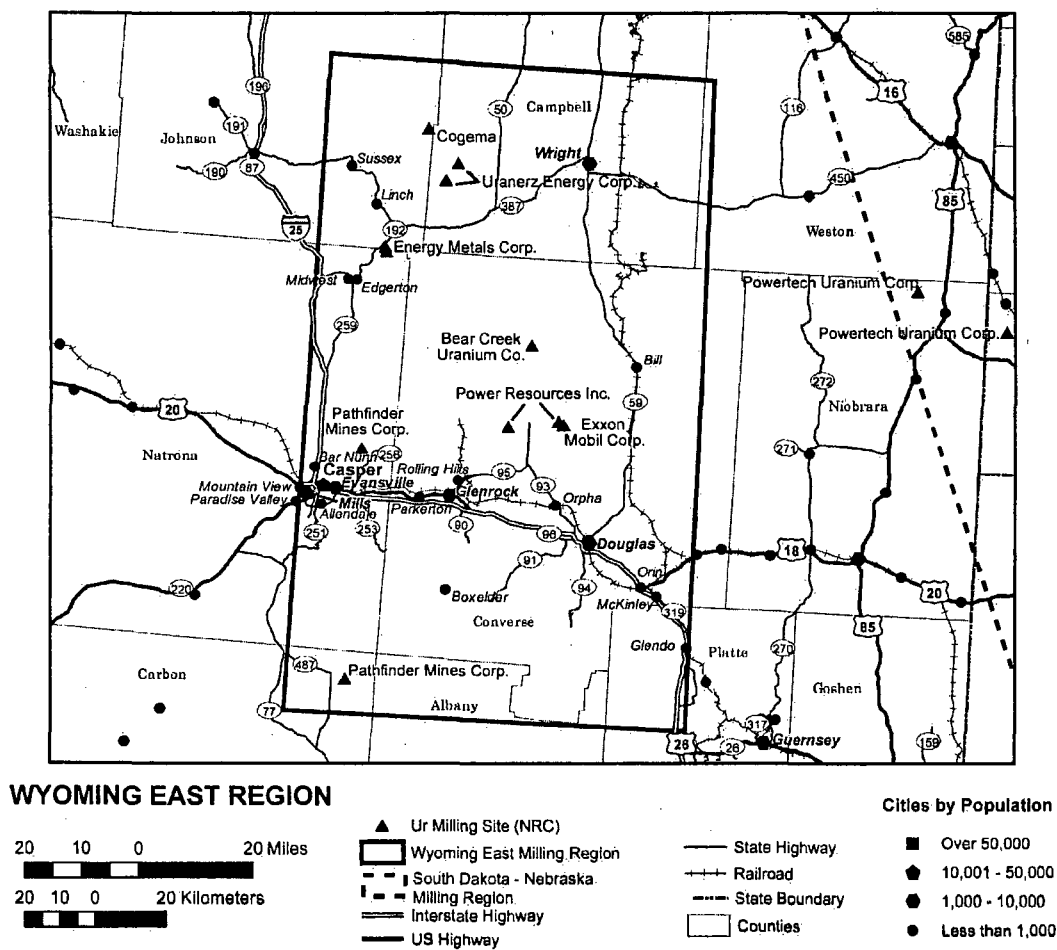 585
190
16
50
116
Campbell
Washakie
Johnson
191
Cogema
Wright
190
87
Sussex
Uranerz Energy Corp.
450
Linch
387
85
25
192
Weston
Energy Metals Corp.
Midwest
Edgerton
Powertech Uranium Corp.
259
Powertech Uranium Corp.
Bear Creek
Uranium Co.
Bill
272
Power Resources Inc.
59
Niobrara
20
Pathfinder
Mines Corp.
Exxon
Mobil Corp.
Natrona
Bar Nunn
271
Casper
Rolling Hills
95
Mountain View
Evansville
93
Paradise Valley
Mills
Glenrock
Orpha
Allendale
Parkerton
251
253
90
96
Douglas
18
91
220
Boxelder
94
Orin
20
McKinley
319
Converse
85
Glendo
Platte
270
487
Pathfinder Mines Corp.
Carbon
Goshen
Albany
77
317
26
26
Guernsey
159
WYOMING EAST REGION
20 10 0 20 Miles
20 10 0 20 Kilometers
Ur Milling Site (NRC)
Wyoming East Milling Region
South Dakota - Nebraska
Milling Region
Interstate Highway
US Highway
State Highway
Railroad
State Boundary
Counties
Cities by Population
Over 50,000
10,001 - 50,000
1,000 - 10,000
Less than 1,000